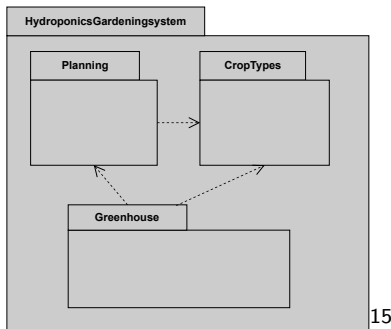 HydroponicsGardeningsystem
Planning
CropTypes
Greenhouse
15